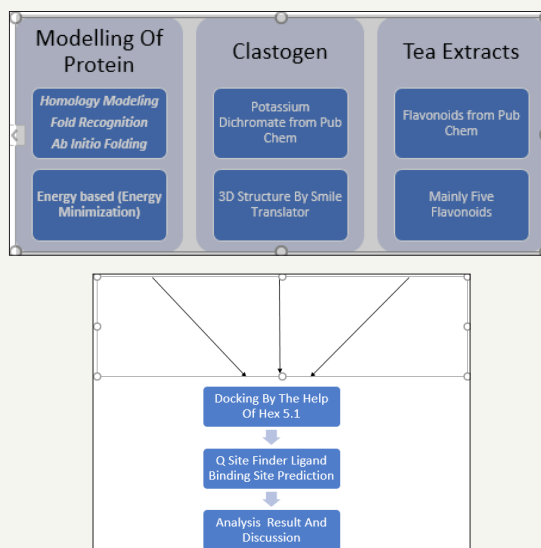 Modelling Of
Protein
Homology Modeling
Fold Recognition
Ab Initio Folding
Energy based (Energy
Minimization)
Clastogen
Potassium
Dichromate from Pub
Chem
3D Structure By Smile
Translator
Tea Extracts
Flavonoids from Pub
Chem
Mainly Five
Flavonoids
Docking By The Help
Of Hex 5.1
Q Site Finder Ligand
Binding Site Prediction
Analysis Result And
Discussion